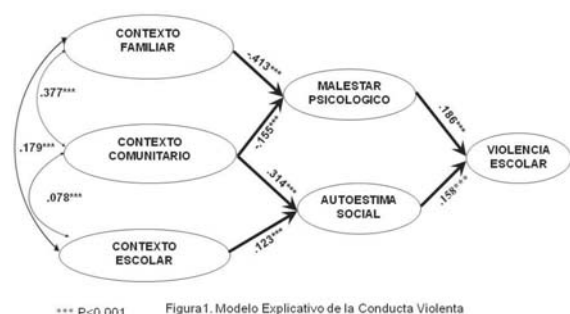 CONTEXTO
FAMILIAR
-.413***
.377***
MALESTAR
PSICOLOGICO
-.155***
.186***
.179***
CONTEXTO
COMUNITARIO
VIOLENCIA
ESCOLAR
.314***
.078***
AUTOESTIMA
SOCIAL
.158***
CONTEXTO
ESCOLAR
.123***
*** P<0.001
Figura1. Modelo Explicativo de la Conducta Violenta